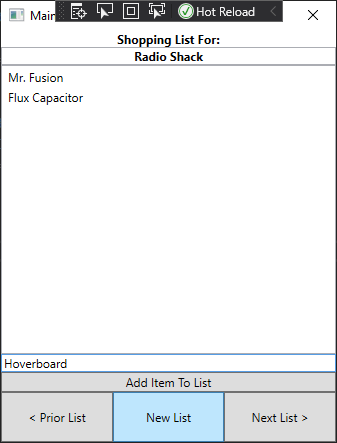 Main
Hot Reload
Shopping List For:
Radio Shack
Mr. Fusion
Flux Capacitor
Hoverboard
Add Item To List
< Prior List
New List
Next List >